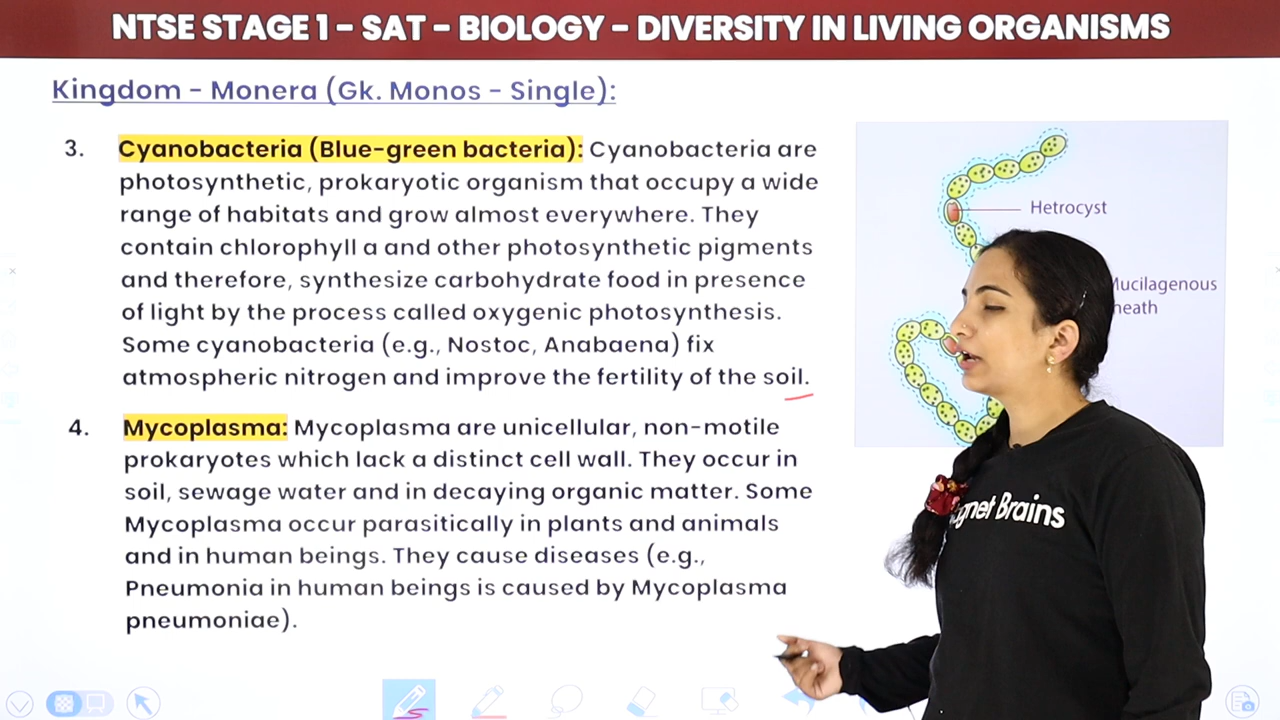 NTSE STAGE 1 – SAT – BIOLOGY – DIVERSITY IN LIVING ORGANISMS
Kingdom – Monera (Gk. Monos – Single):
3. Cyanobacteria (Blue-green bacteria): Cyanobacteria are
photosynthetic, prokaryotic organism that occupy a wide
range of habitats and grow almost everywhere. They
contain chlorophyll a and other photosynthetic pigments
and therefore, synthesize carbohydrate food in presence
of light by the process called oxygenic photosynthesis.
Some cyanobacteria (e.g., Nostoc, Anabaena) fix
atmospheric nitrogen and improve the fertility of the soil.
4. Mycoplasma: Mycoplasma are unicellular, non-motile
prokaryotes which lack a distinct cell wall. They occur in
soil, sewage water and in decaying organic matter. Some
Mycoplasma occur parasitically in plants and animals
and in human beings. They cause diseases (e.g.,
Pneumonia in human beings is caused by Mycoplasma
pneumoniae).
Hetrocyst
Brains